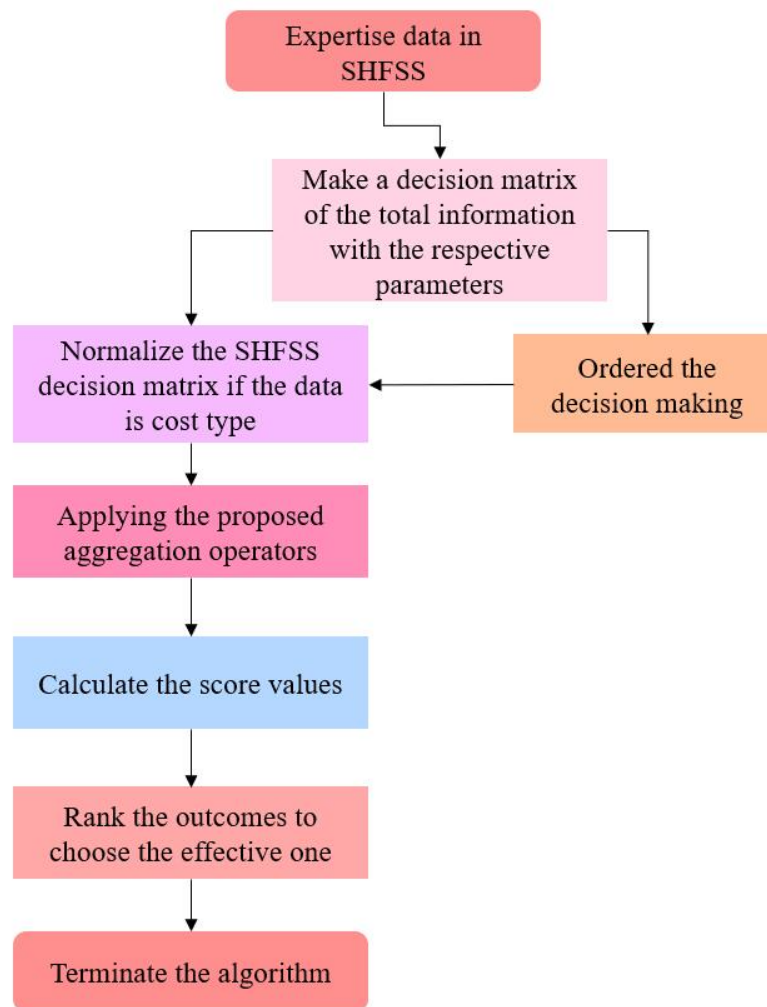 Expertise data in
SHFSS
Make a decision matrix
of the total information
with the respective
parameters
Normalize the SHFSS
decision matrix if the data
is cost type
Ordered the
decision making
Applying the proposed
aggregation operators
Calculate the score values
Rank the outcomes to
choose the effective one
Terminate the algorithm